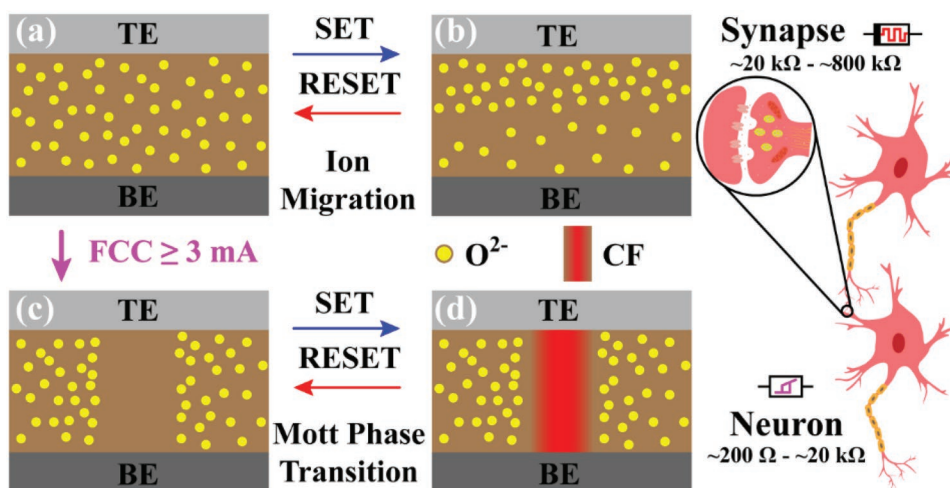 (a)
TE
BE
SET
RESET
Ion
Migration
(b)
TE
BE
Synapse
~20 kΩ - ~800 kΩ
FCC ≥ 3 mA
O²⁻
CF
(c)
TE
BE
SET
RESET
Mott Phase
Transition
(d)
TE
BE
Neuron
~200 Ω - ~20 kΩ